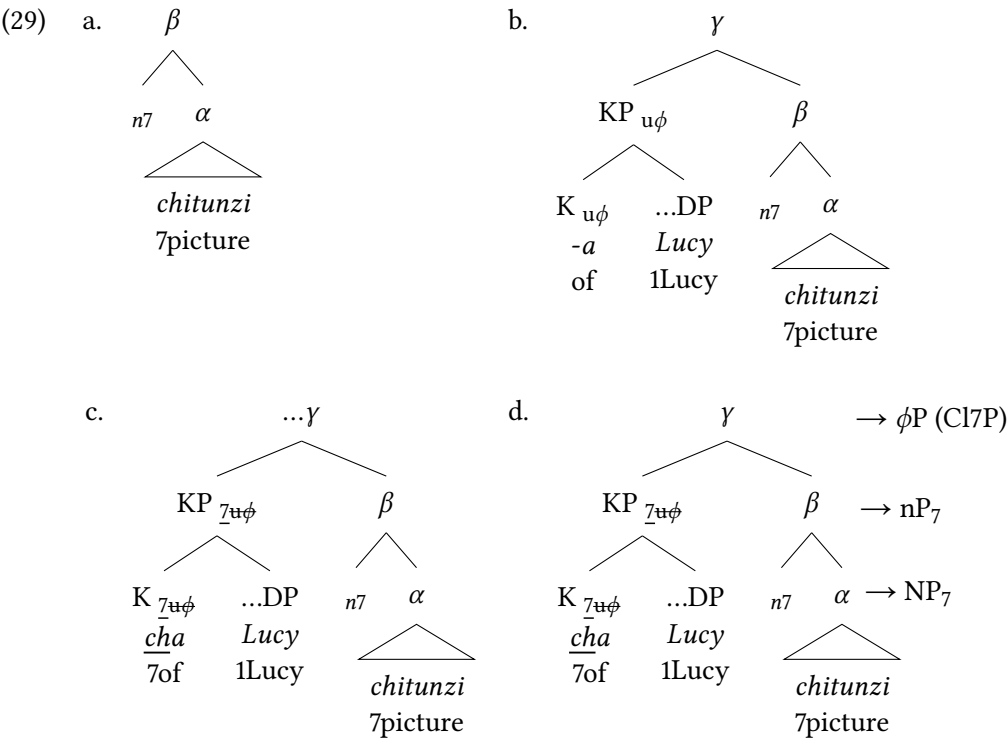 (29) a. β b. γ
n7 α KP uϕ β
chitunzi K uϕ …DP n7 α
7picture -a Lucy
of 1Lucy chitunzi
7picture
c. …γ d. γ → ϕP (Cl7P)
KP 7uϕ β KP 7uϕ β → nP7
K 7uϕ …DP n7 α K 7uϕ …DP n7 α → NP7
cha Lucy cha Lucy
7of 1Lucy 7of 1Lucy
chitunzi chitunzi
7picture 7picture